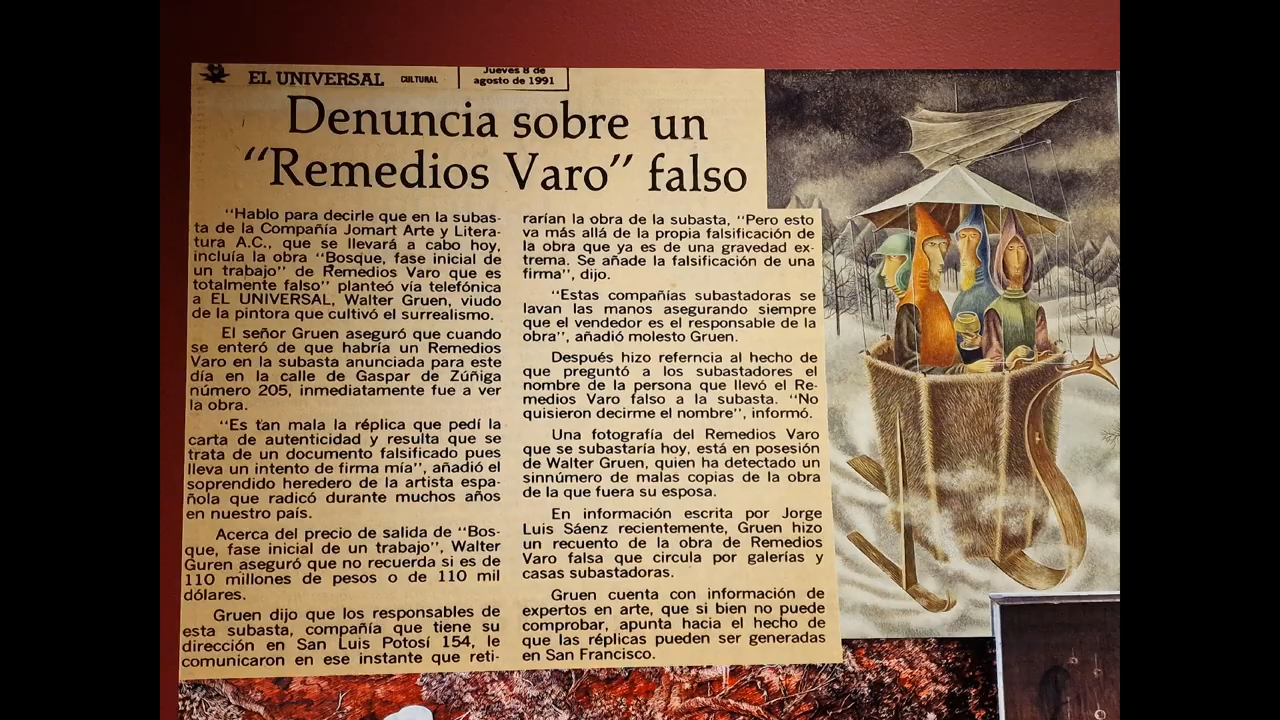 EL UNIVERSAL CULTURAL
Jueves 8 de
agosto de 1991
Denuncia sobre un
“Remedios Varo” falso
“Hablo para decirle que en la subas-
ta de la Compañía Jomart Arte y Litera-
tura A.C., que se llevará a cabo hoy,
incluía la obra “Bosque, fase inicial de
un trabajo” de Remedios Varo que es
totalmente falso” planteó vía telefónica
a EL UNIVERSAL, Walter Gruen, viudo
de la pintora que cultivó el surrealismo.
El señor Gruen aseguró que cuando
se enteró de que habría un Remedios
Varo en la subasta anunciada para este
día en la calle de Gaspar de Zúñiga
número 205, inmediatamente fue a ver
la obra.
“Es tan mala la réplica que pedí la
carta de autenticidad y resulta que se
trata de un documento falsificado pues
lleva un intento de firma mía”, añadió el
soprendido heredero de la artista espa-
ñola que radicó durante muchos años
en nuestro país.
Acerca del precio de salida de “Bos-
que, fase inicial de un trabajo”, Walter
Guren aseguró que no recuerda si es de
110 millones de pesos o de 110 mil
dólares.
Gruen dijo que los responsables de
esta subasta, compañía que tiene su
dirección en San Luis Potosí 154, le
comunicaron en ese instante que reti-
rarían la obra de la subasta, “Pero esto
va más allá de la propia falsificación de
la obra que ya es de una gravedad ex-
trema. Se añade la falsificación de una
firma”, dijo.
“Estas compañías subastadoras se
lavan las manos asegurando siempre
que el vendedor es el responsable de la
obra”, añadió molesto Gruen.
Después hizo referncia al hecho de
que preguntó a los subastadores el
nombre de la persona que llevó el Re-
medios Varo falso a la subasta. “No
quisieron decirme el nombre”, informó.
Una fotografía del Remedios Varo
que se subastaría hoy, está en posesión
de Walter Gruen, quien ha detectado un
sinnúmero de malas copias de la obra
de la que fuera su esposa.
En información escrita por Jorge
Luis Sáenz recientemente, Gruen hizo
un recuento de la obra de Remedios
Varo falsa que circula por galerías y
casas subastadoras.
Gruen cuenta con información de
expertos en arte, que si bien no puede
comprobar, apunta hacia el hecho de
que las réplicas pueden ser generadas
en San Francisco.